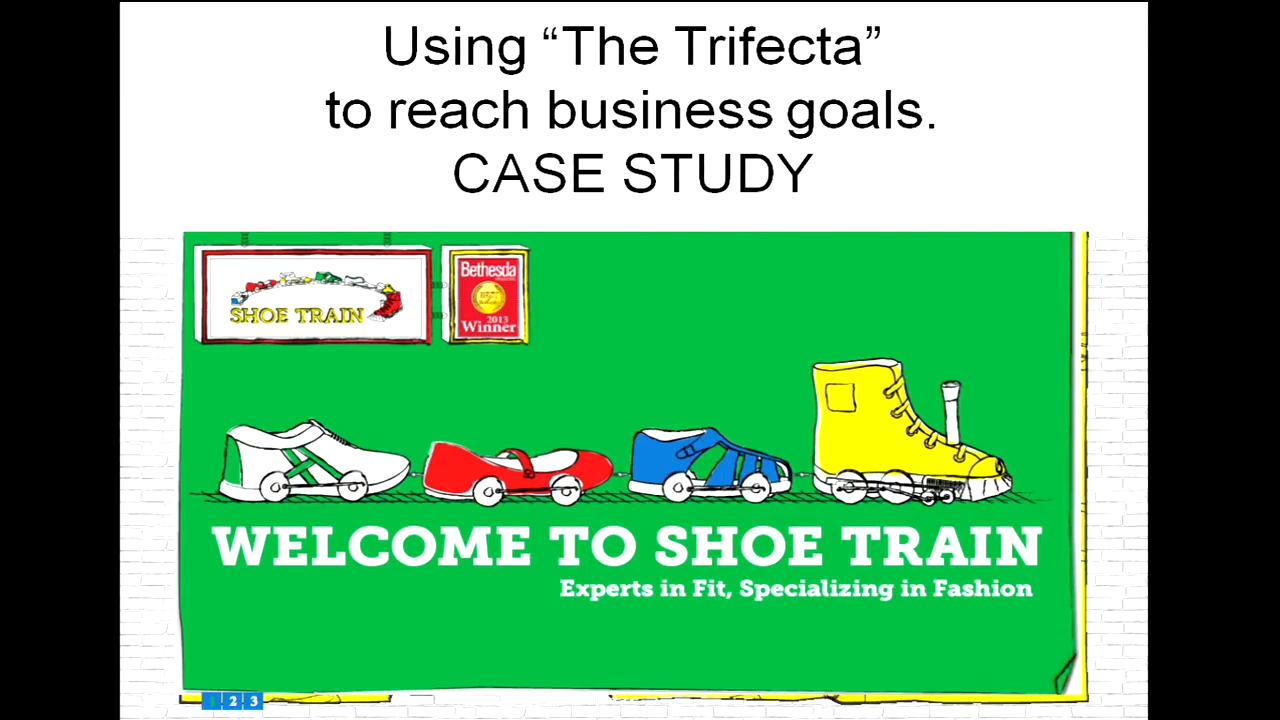 Using “The Trifecta”
to reach business goals.
CASE STUDY
SHOE TRAIN
Bethesda
2013
Winner
WELCOME TO SHOE TRAIN
Experts in Fit, Specializing in Fashion
1 2 3